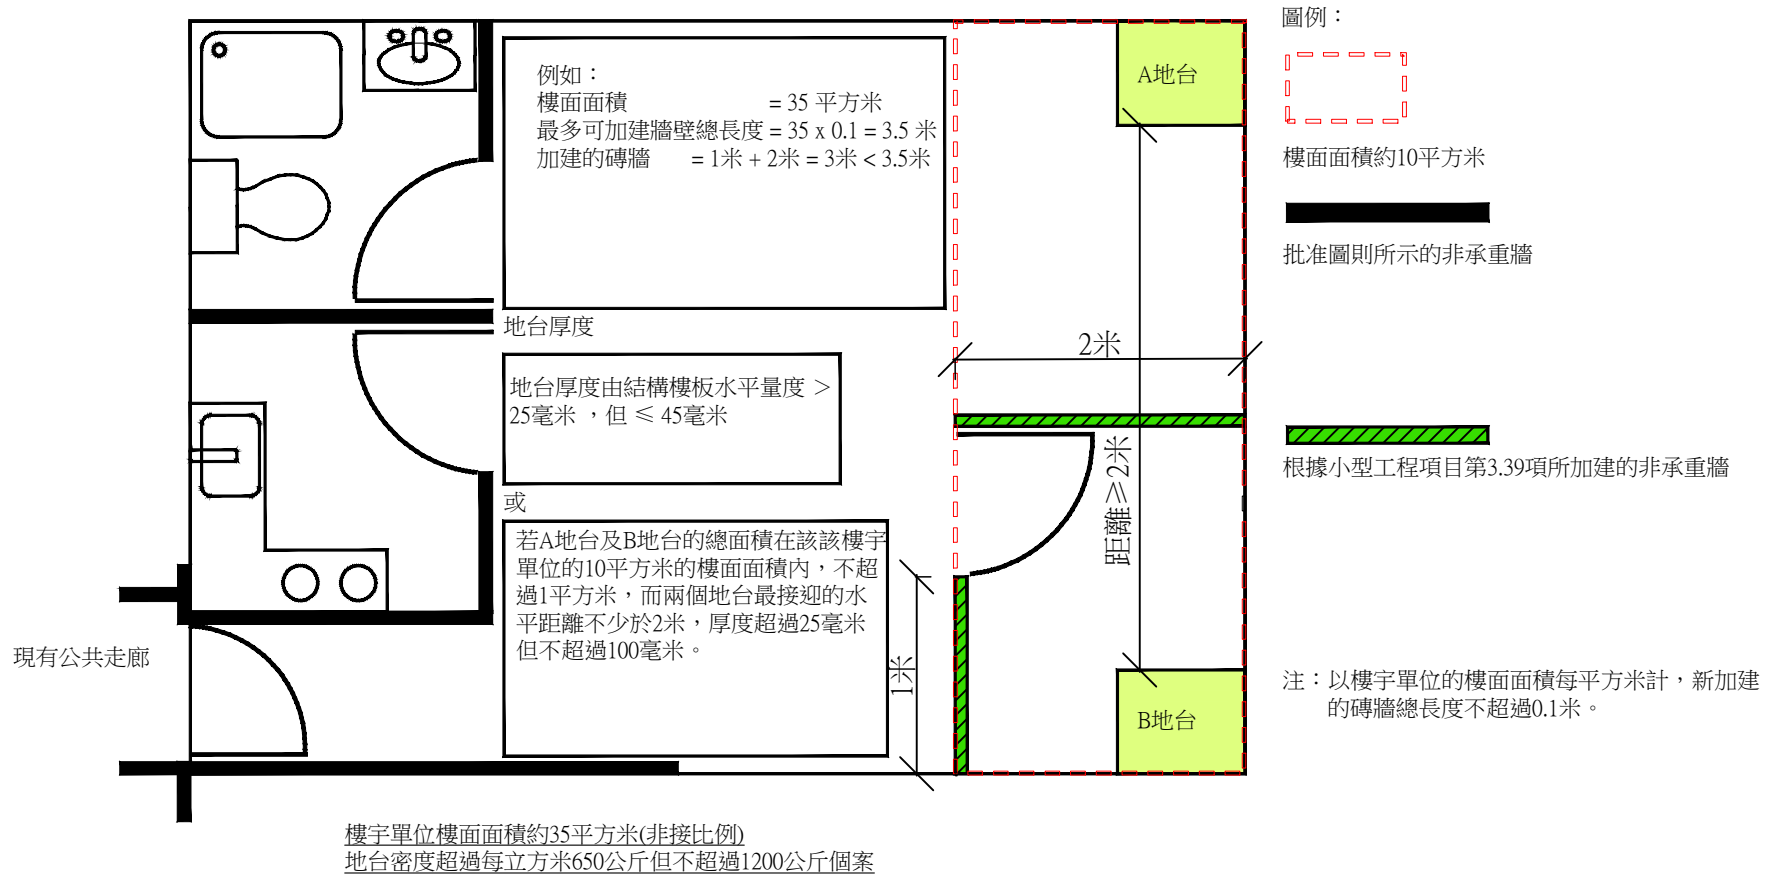 圖例：
例如：
樓面面積 = 35 平方米
最多可加建牆壁總長度 = 35 x 0.1 = 3.5 米
加建的磚牆 = 1米 + 2米 = 3米 < 3.5米
A地台
樓面面積約10平方米
批准圖則所示的非承重牆
地台厚度
2米
地台厚度由結構樓板水平量度 >
25毫米 ，但 ≤ 45毫米
根據小型工程項目第3.39項所加建的非承重牆
距離≥2米
或
若A地台及B地台的總面積在該該樓宇
單位的10平方米的樓面面積內，不超
過1平方米，而兩個地台最接迎的水
平距離不少於2米，厚度超過25毫米
但不超過100毫米。
1米
現有公共走廊
B地台
注：以樓宇單位的樓面面積每平方米計，新加建
的磚牆總長度不超過0.1米。
樓宇單位樓面面積約35平方米(非接比例)
地台密度超過每立方米650公斤但不超過1200公斤個案